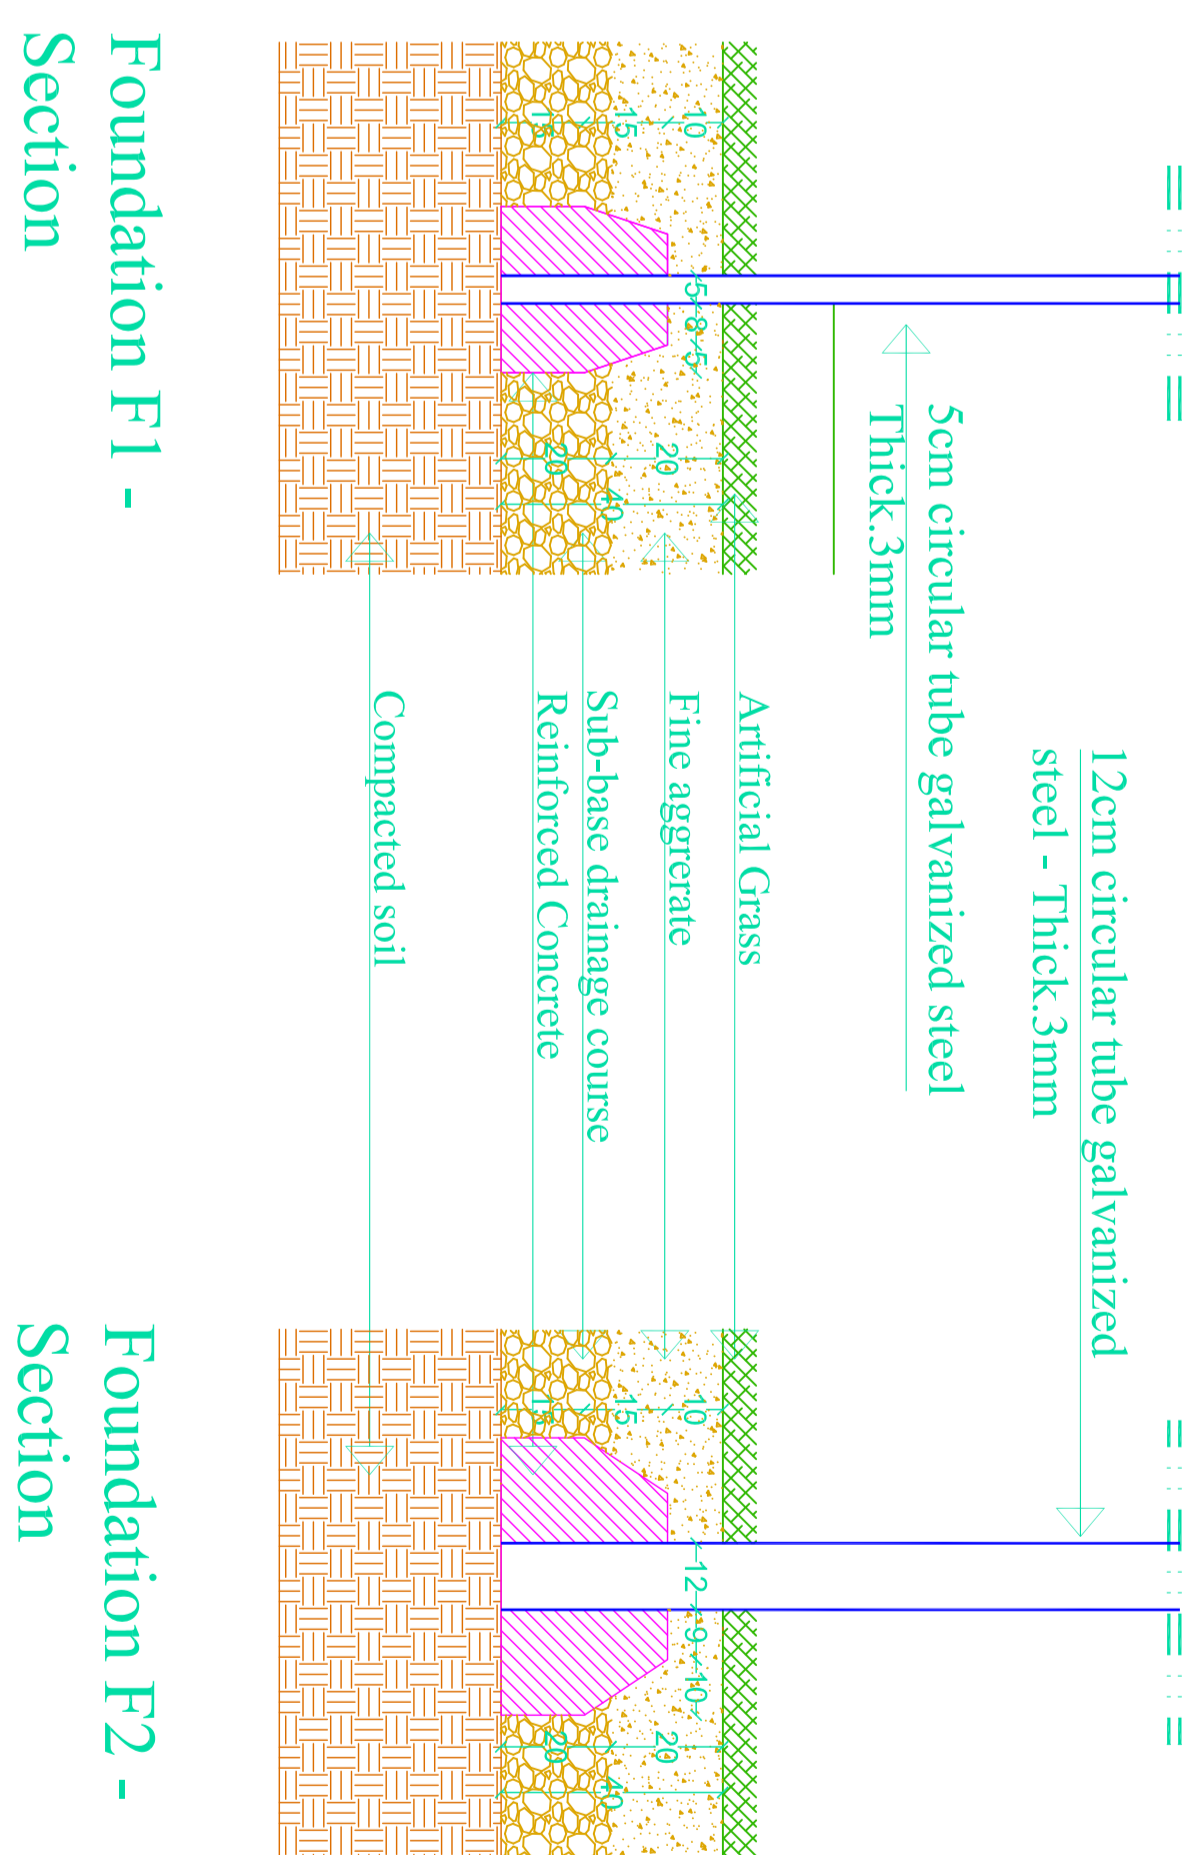 12cm circular tube galvanized
steel - Thick.3mm
5cm circular tube galvanized steel
Thick.3mm
Artificial Grass
Fine aggrerate
Sub-base drainage course
Reinforced Concrete
Compacted soil
10
15
15
5
8
5
20
20
40
10
15
15
12
9
10
20
20
40
Foundation F1 -
Section
Foundation F2 -
Section